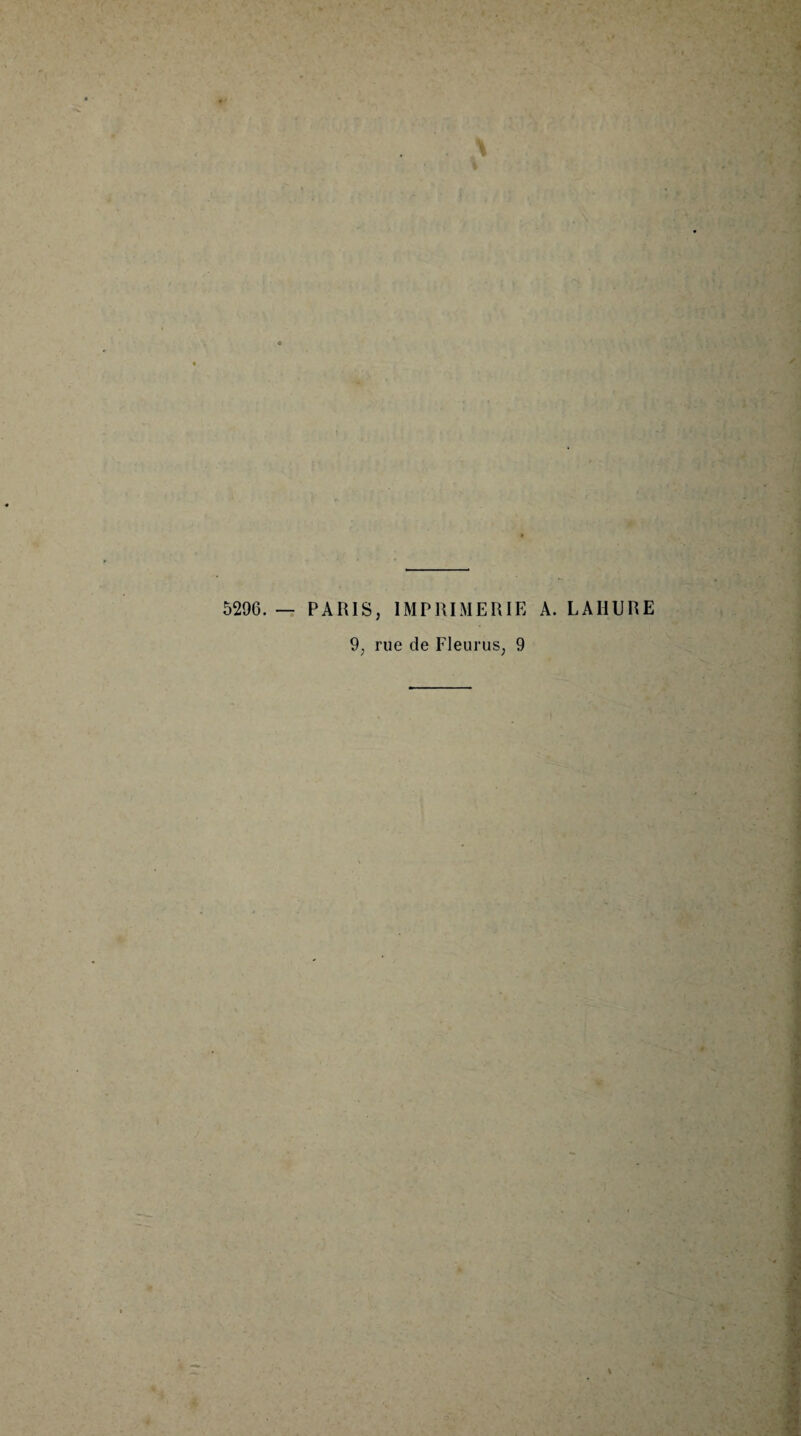 5296. — PARIS, IMPRIMERIE A. LAHURE
9, rue de Fleurus, 9